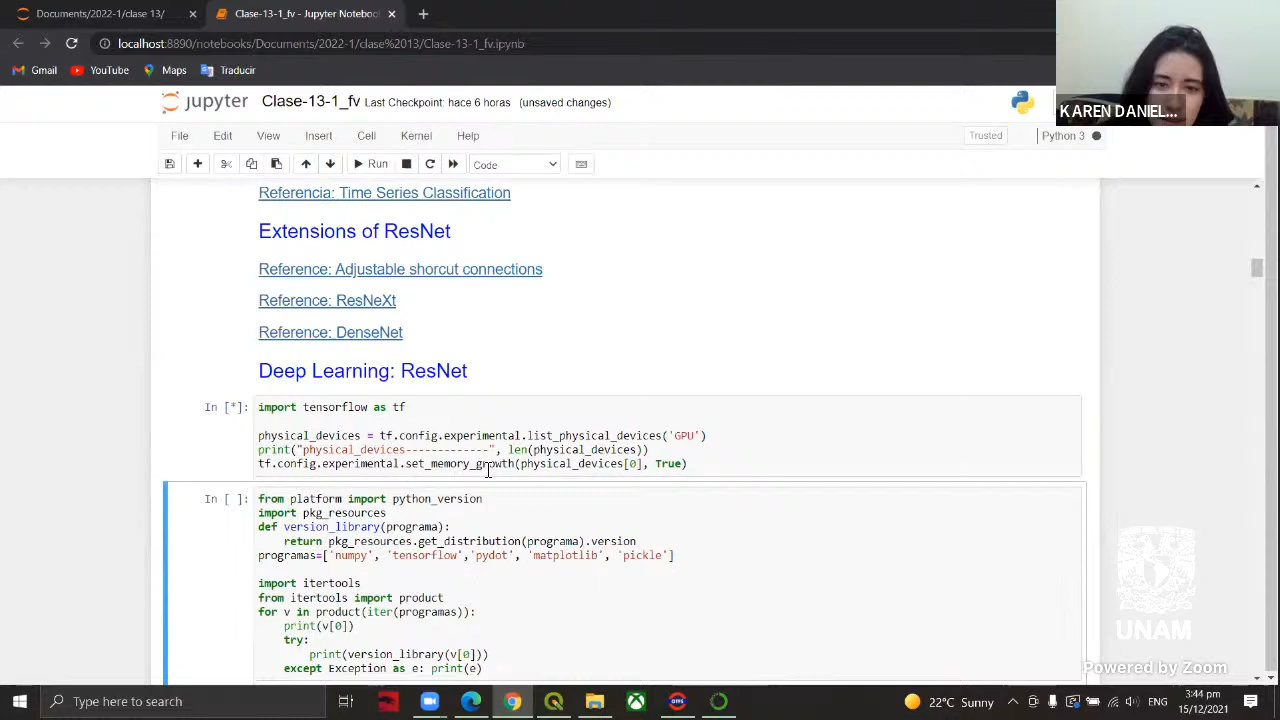 Documents/2022-1/clase 13/
Clase-13-1_fv - Jupyter Noteboo
localhost:8890/notebooks/Documents/2022-1/clase%2013/Clase-13-1_fv.ipynb
Gmail YouTube Maps Traducir
KAREN DANIEL...
jupyter Clase-13-1_fv Last Checkpoint: hace 6 horas (unsaved changes)
File Edit View Insert Cell Kernel Help Trusted Python 3
Run Code
Referencia: Time Series Classification
Extensions of ResNet
Reference: Adjustable shorcut connections
Reference: ResNeXt
Reference: DenseNet
Deep Learning: ResNet
In [*]: import tensorflow as tf
physical_devices = tf.config.experimental.list_physical_devices('GPU')
print("physical_devices-------------", len(physical_devices))
tf.config.experimental.set_memory_growth(physical_devices[0], True)
In [ ]: from platform import python_version
import pkg_resources
def version_library(programa):
return pkg_resources.get_distribution(programa).version
programas=['numpy', 'tensorflow','pydot', 'matplotlib', 'pickle']
import itertools
from itertools import product
for v in product(iter(programas)):
print(v[0])
try:
print(version_library(v[0]))
except Exception as e: print(e)
UNAM
Powered by Zoom
Type here to search
22°C Sunny
ENG
3:44 pm
15/12/2021